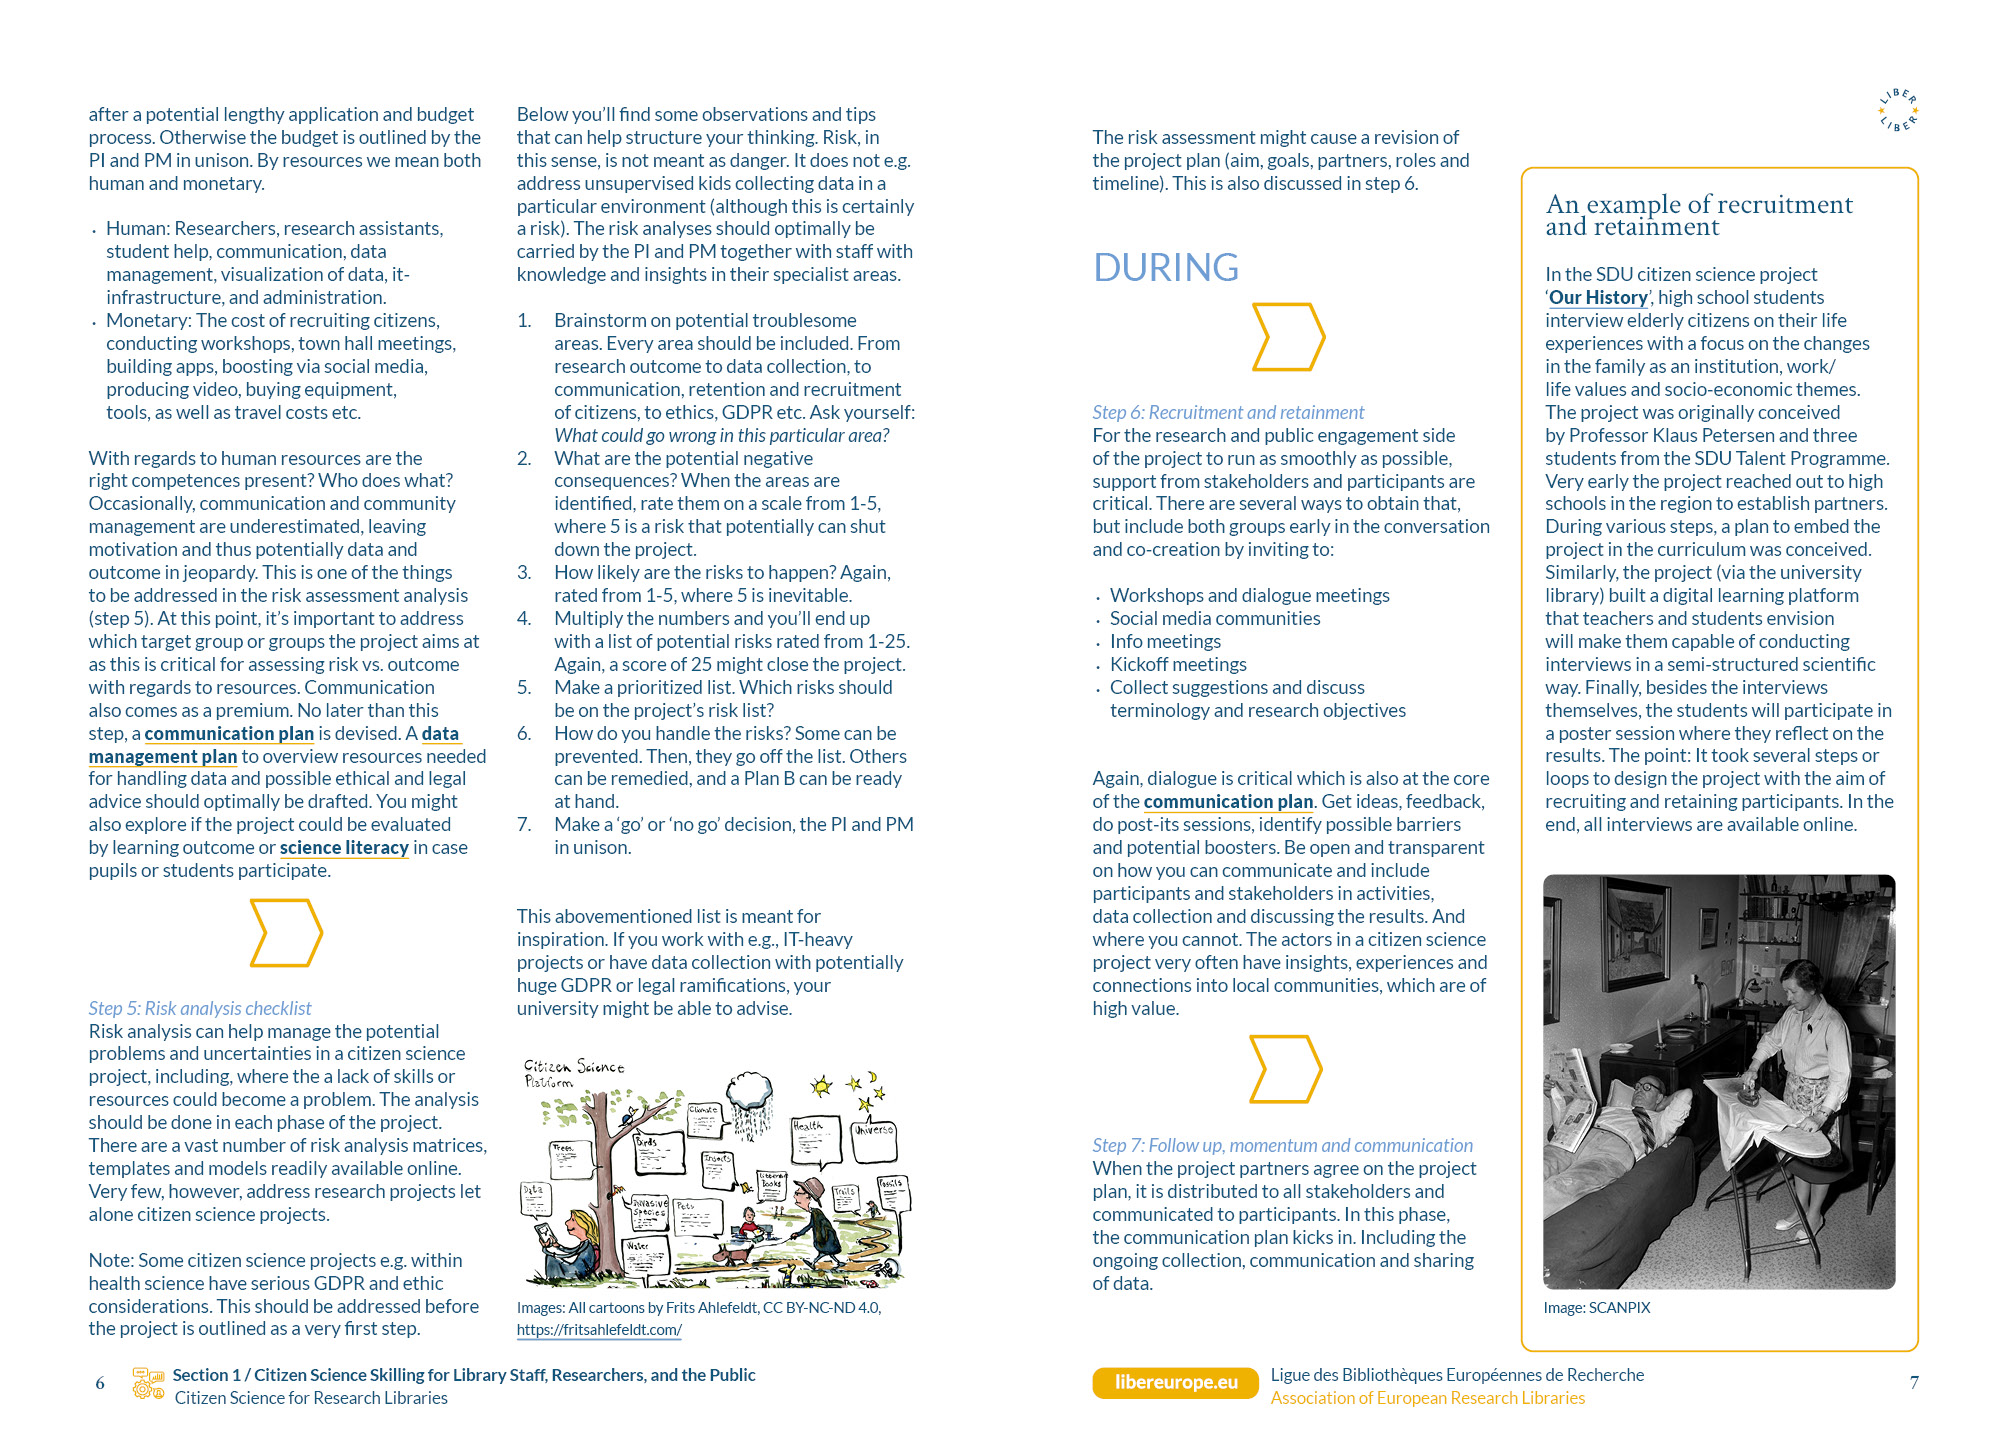 after a potential lengthy application and budget
process. Otherwise the budget is outlined by the
PI and PM in unison. By resources we mean both
human and monetary.
• Human: Researchers, research assistants,
student help, communication, data
management, visualization of data, it-
infrastructure, and administration.
• Monetary: The cost of recruiting citizens,
conducting workshops, town hall meetings,
building apps, boosting via social media,
producing video, buying equipment,
tools, as well as travel costs etc.
With regards to human resources are the
right competences present? Who does what?
Occasionally, communication and community
management are underestimated, leaving
motivation and thus potentially data and
outcome in jeopardy. This is one of the things
to be addressed in the risk assessment analysis
(step 5). At this point, it’s important to address
which target group or groups the project aims at
as this is critical for assessing risk vs. outcome
with regards to resources. Communication
also comes as a premium. No later than this
step, a communication plan is devised. A data
management plan to overview resources needed
for handling data and possible ethical and legal
advice should optimally be drafted. You might
also explore if the project could be evaluated
by learning outcome or science literacy in case
pupils or students participate.
Step 5: Risk analysis checklist
Risk analysis can help manage the potential
problems and uncertainties in a citizen science
project, including, where the a lack of skills or
resources could become a problem. The analysis
should be done in each phase of the project.
There are a vast number of risk analysis matrices,
templates and models readily available online.
Very few, however, address research projects let
alone citizen science projects.
Note: Some citizen science projects e.g. within
health science have serious GDPR and ethic
considerations. This should be addressed before
the project is outlined as a very first step.
Below you’ll find some observations and tips
that can help structure your thinking. Risk, in
this sense, is not meant as danger. It does not e.g.
address unsupervised kids collecting data in a
particular environment (although this is certainly
a risk). The risk analyses should optimally be
carried by the PI and PM together with staff with
knowledge and insights in their specialist areas.
1. Brainstorm on potential troublesome
areas. Every area should be included. From
research outcome to data collection, to
communication, retention and recruitment
of citizens, to ethics, GDPR etc. Ask yourself:
What could go wrong in this particular area?
2. What are the potential negative
consequences? When the areas are
identified, rate them on a scale from 1-5,
where 5 is a risk that potentially can shut
down the project.
3. How likely are the risks to happen? Again,
rated from 1-5, where 5 is inevitable.
4. Multiply the numbers and you’ll end up
with a list of potential risks rated from 1-25.
Again, a score of 25 might close the project.
5. Make a prioritized list. Which risks should
be on the project’s risk list?
6. How do you handle the risks? Some can be
prevented. Then, they go off the list. Others
can be remedied, and a Plan B can be ready
at hand.
7. Make a ‘go’ or ‘no go’ decision, the PI and PM
in unison.
This abovementioned list is meant for
inspiration. If you work with e.g., IT-heavy
projects or have data collection with potentially
huge GDPR or legal ramifications, your
university might be able to advise.
Citizen Science
Platform
Climate
Health
Universe
Trees
Birds
Insects
Data
Invasive
Species
Pets
Books
Trails
Fossils
Water
Images: All cartoons by Frits Ahlefeldt, CC BY-NC-ND 4.0,
https://fritsahlefeldt.com/
6
Section 1 / Citizen Science Skilling for Library Staff, Researchers, and the Public
Citizen Science for Research Libraries
The risk assessment might cause a revision of
the project plan (aim, goals, partners, roles and
timeline). This is also discussed in step 6.
DURING
Step 6: Recruitment and retainment
For the research and public engagement side
of the project to run as smoothly as possible,
support from stakeholders and participants are
critical. There are several ways to obtain that,
but include both groups early in the conversation
and co-creation by inviting to:
• Workshops and dialogue meetings
• Social media communities
• Info meetings
• Kickoff meetings
• Collect suggestions and discuss
terminology and research objectives
Again, dialogue is critical which is also at the core
of the communication plan. Get ideas, feedback,
do post-its sessions, identify possible barriers
and potential boosters. Be open and transparent
on how you can communicate and include
participants and stakeholders in activities,
data collection and discussing the results. And
where you cannot. The actors in a citizen science
project very often have insights, experiences and
connections into local communities, which are of
high value.
Step 7: Follow up, momentum and communication
When the project partners agree on the project
plan, it is distributed to all stakeholders and
communicated to participants. In this phase,
the communication plan kicks in. Including the
ongoing collection, communication and sharing
of data.
LIBER
LIBER
An example of recruitment
and retainment
In the SDU citizen science project
‘Our History’, high school students
interview elderly citizens on their life
experiences with a focus on the changes
in the family as an institution, work/
life values and socio-economic themes.
The project was originally conceived
by Professor Klaus Petersen and three
students from the SDU Talent Programme.
Very early the project reached out to high
schools in the region to establish partners.
During various steps, a plan to embed the
project in the curriculum was conceived.
Similarly, the project (via the university
library) built a digital learning platform
that teachers and students envision
will make them capable of conducting
interviews in a semi-structured scientific
way. Finally, besides the interviews
themselves, the students will participate in
a poster session where they reflect on the
results. The point: It took several steps or
loops to design the project with the aim of
recruiting and retaining participants. In the
end, all interviews are available online.
Image: SCANPIX
libereurope.eu
Ligue des Bibliothèques Européennes de Recherche
Association of European Research Libraries
7